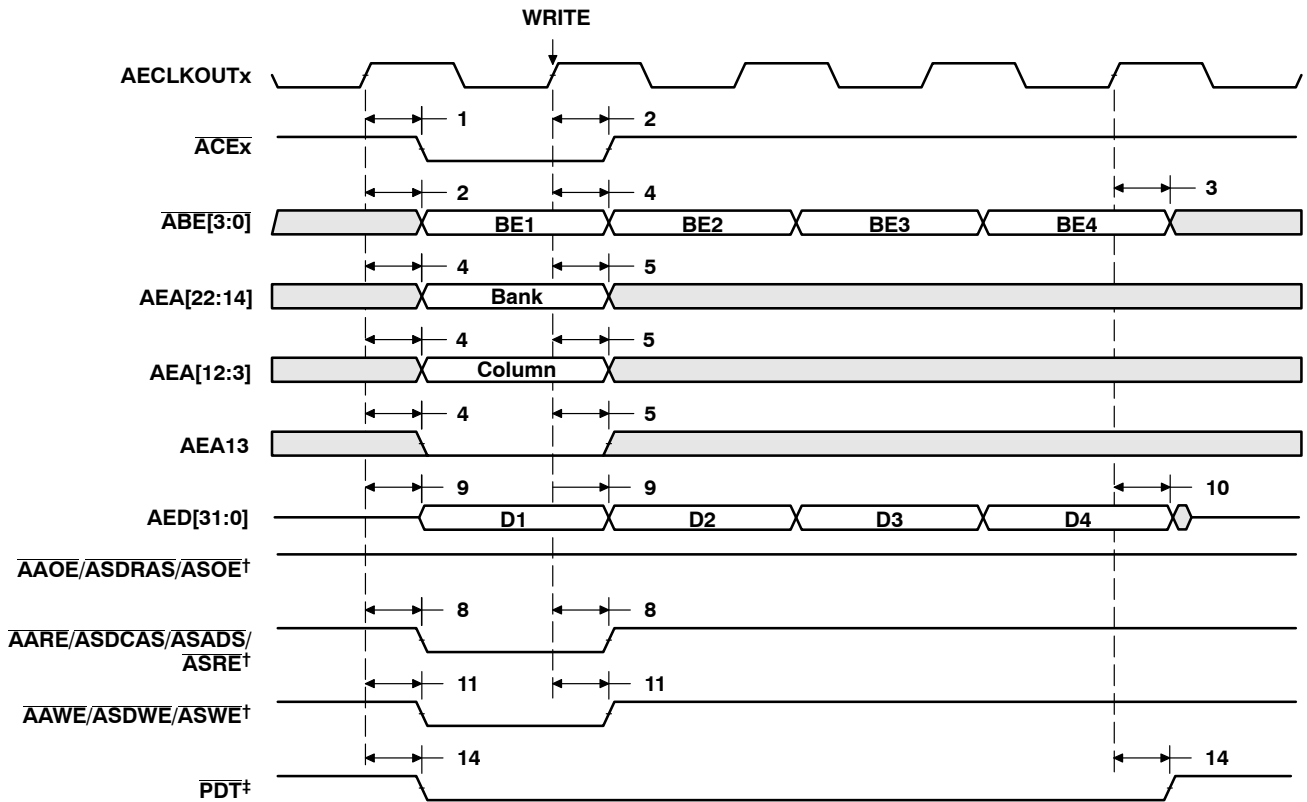 WRITE
AECLKOUTx
1 2
ACEx
2 4 3
ABE[3:0] BE1 BE2 BE3 BE4
4 5
AEA[22:14] Bank
4 5
AEA[12:3] Column
4 5
AEA13
9 9 10
AED[31:0] D1 D2 D3 D4
AAOE/ASDRAS/ASOE†
8 8
AARE/ASDCAS/ASADS/
ASRE†
11 11
AAWE/ASDWE/ASWE†
14 14
PDT‡